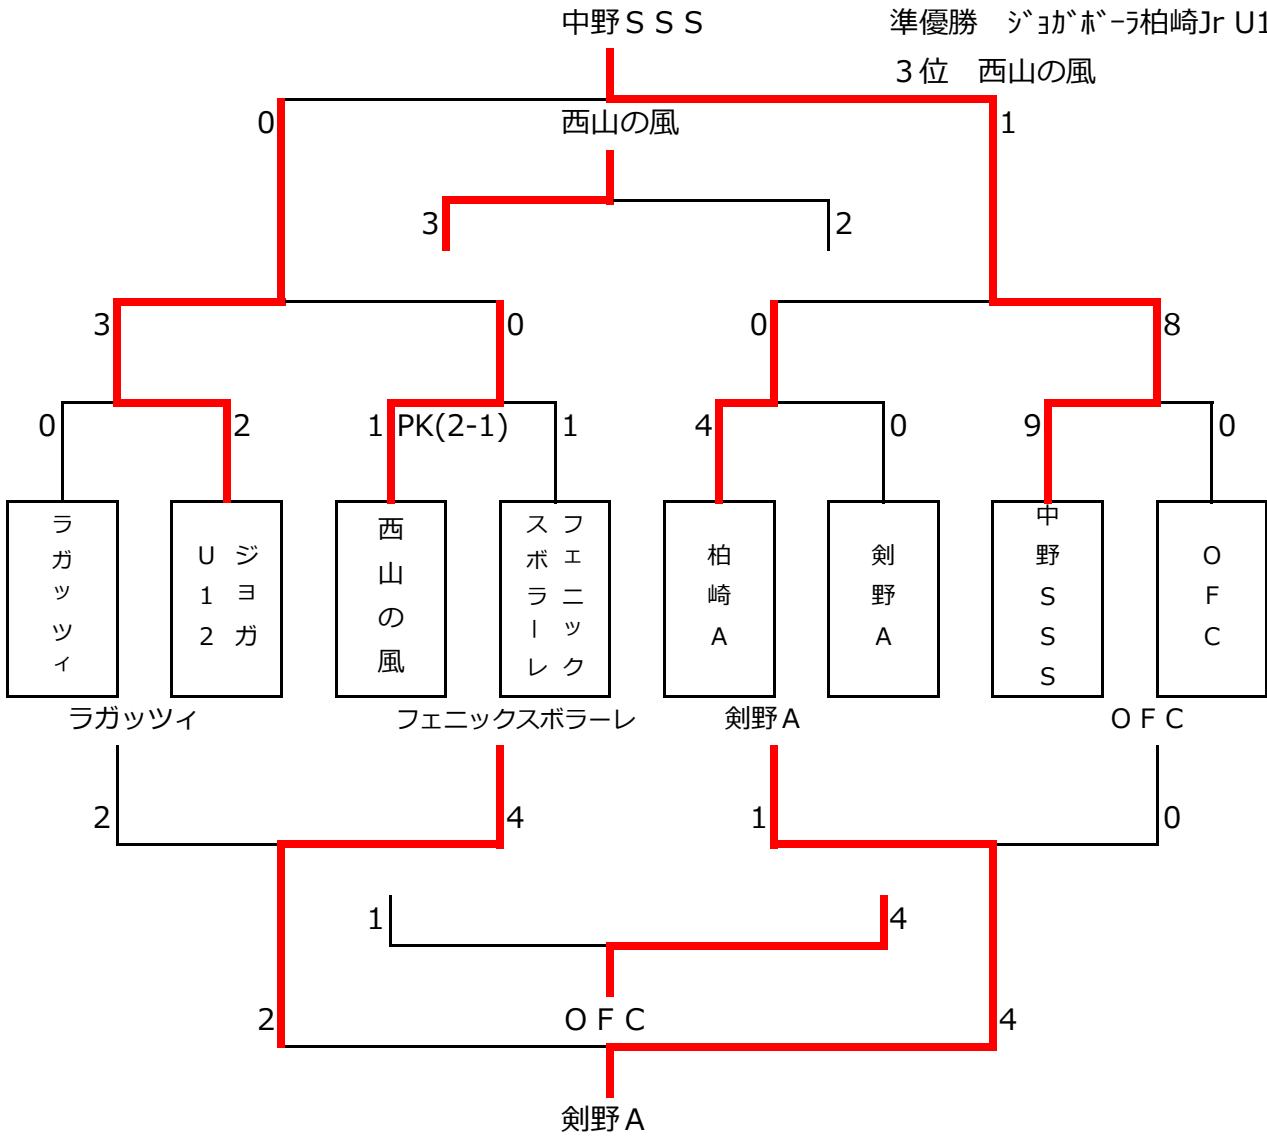 中野ＳＳＳ
準優勝　ｼﾞｮｶﾞﾎﾞｰﾗ柏崎Jr U1
３位　西山の風
0
1
西山の風
3
2
3
0
0
8
0
2
1
PK(2-1)
1
4
0
9
0
ラガッツィ
ジョガ
U12
西山の風
フェニック
スボラーレ
柏崎A
剣野A
中野SSS
OFC
ラガッツィ
フェニックスボラーレ
剣野Ａ
ＯＦＣ
2
4
1
0
1
4
2
ＯＦＣ
4
剣野Ａ